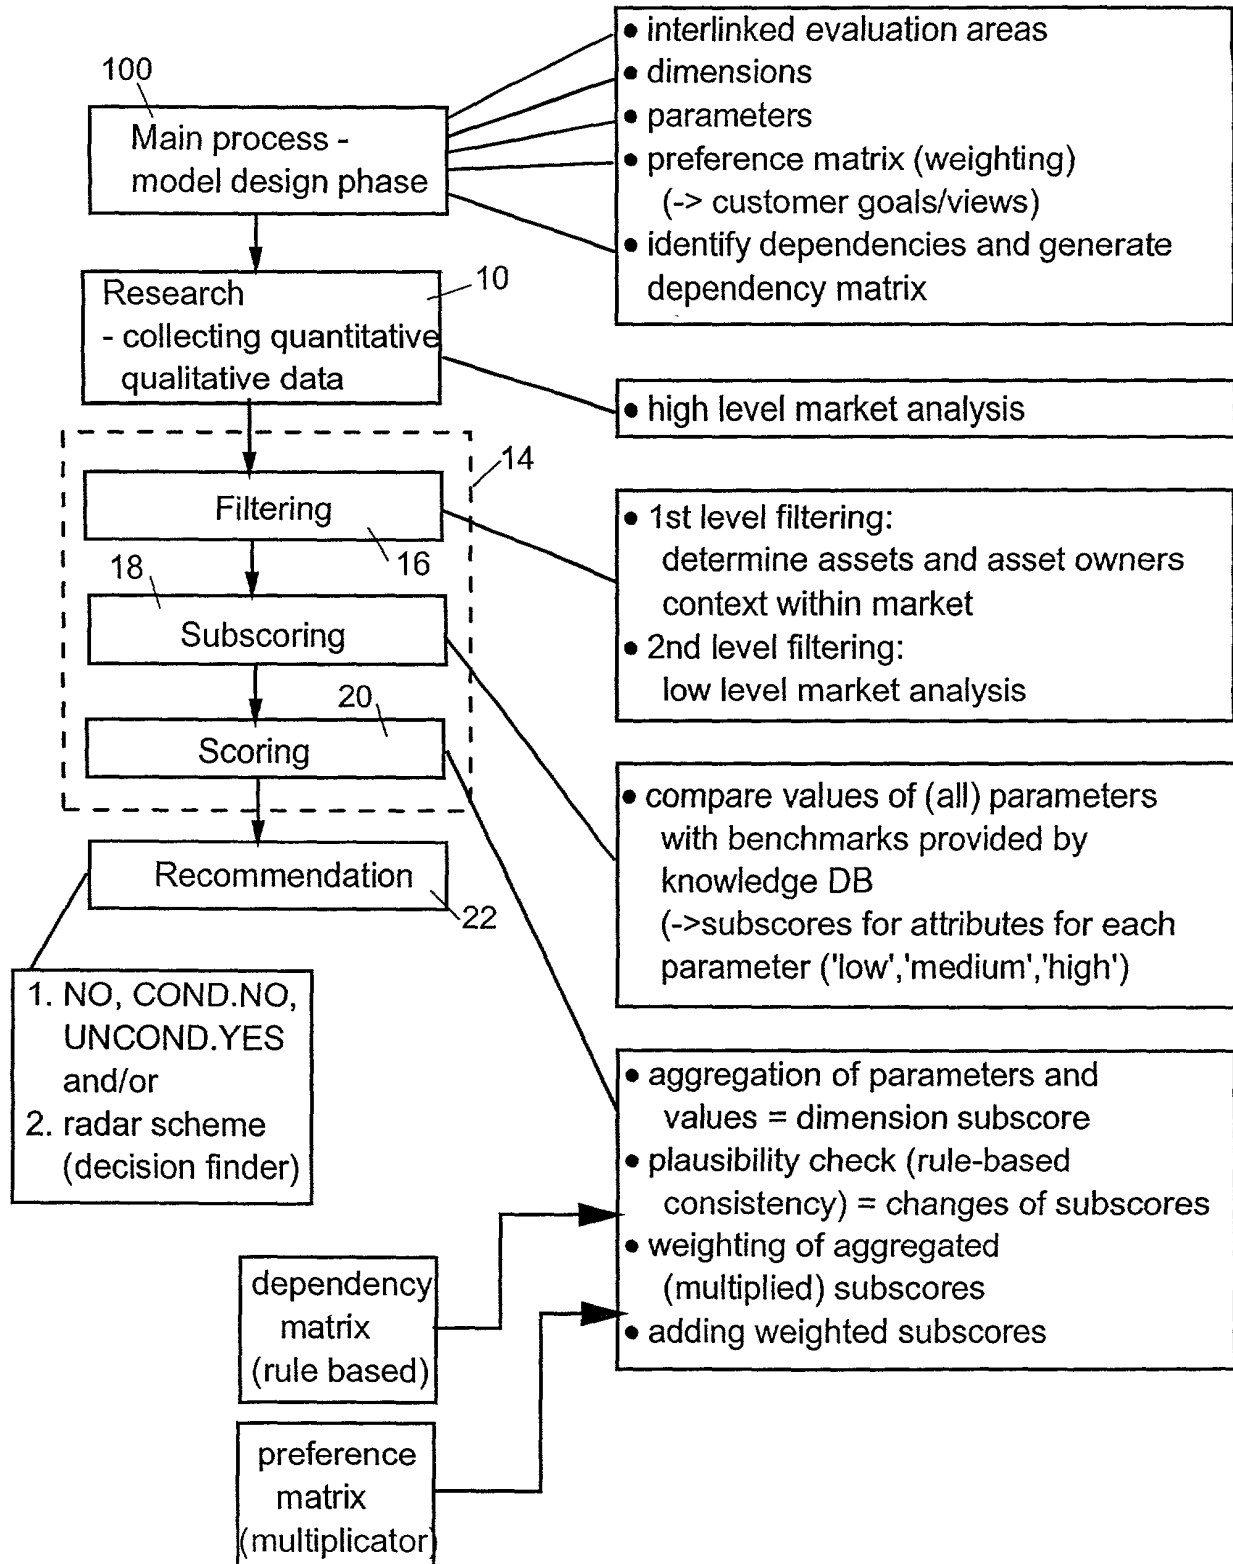 100
Main process -
model design phase
• interlinked evaluation areas
• dimensions
• parameters
• preference matrix (weighting)
(-> customer goals/views)
• identify dependencies and generate
dependency matrix
10
Research
- collecting quantitative
qualitative data
• high level market analysis
14
Filtering
16
• 1st level filtering:
determine assets and asset owners
context within market
• 2nd level filtering:
low level market analysis
18
Subscoring
• compare values of (all) parameters
with benchmarks provided by
knowledge DB
(->subscores for attributes for each
parameter ('low','medium','high')
20
Scoring
• aggregation of parameters and
values = dimension subscore
• plausibility check (rule-based
consistency) = changes of subscores
• weighting of aggregated
(multiplied) subscores
• adding weighted subscores
Recommendation
22
1. NO, COND.NO,
UNCOND.YES
and/or
2. radar scheme
(decision finder)
dependency
matrix
(rule based)
preference
matrix
(multiplicator)